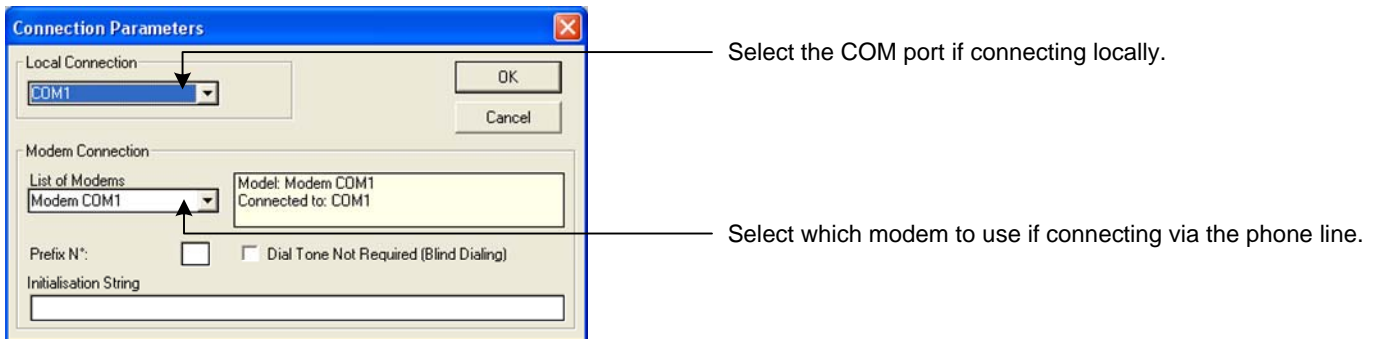 Connection Parameters
Select the COM port if connecting locally.
Local Connection
COM1
OK
Cancel
Modem Connection
List of Modems
Modem COM1
Model: Modem COM1
Connected to: COM1
Select which modem to use if connecting via the phone line.
Prefix N°:
Dial Tone Not Required (Blind Dialing)
Initialisation String